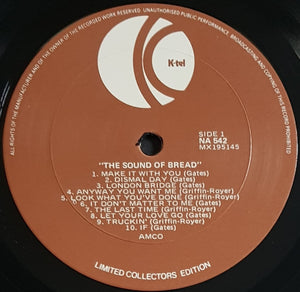 ALL RIGHTS OF THE MANUFACTURER AND OF THE OWNER OF THE RECORDED WORK RESERVED. UNAUTHORISED PUBLIC PERFORMANCE, BROADCASTING AND COPYING OF THIS RECORD PROHIBITED
K-tel
SIDE 1
NA 542
MX195145
"THE SOUND OF BREAD"
1. MAKE IT WITH YOU (Gates)
2. DISMAL DAY (Gates)
3. LONDON BRIDGE (Gates)
4. ANYWAY YOU WANT ME (Griffin-Royer)
5. LOOK WHAT YOU'VE DONE (Griffin-Royer)
6. IT DON'T MATTER TO ME (Gates)
7. THE LAST TIME (Griffin-Royer)
8. LET YOUR LOVE GO (Gates)
9. TRUCKIN' (Griffin-Royer)
10. IF (Gates)
AMCO
LIMITED COLLECTORS EDITION